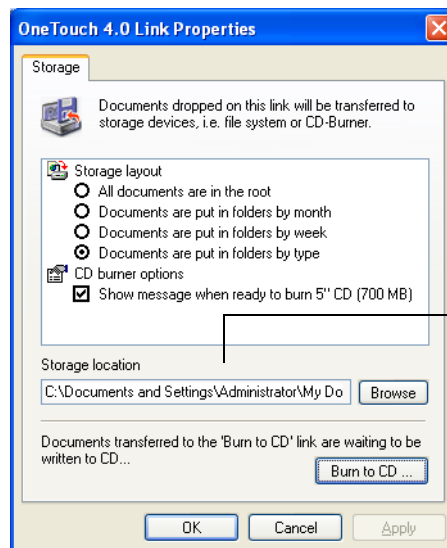 OneTouch 4.0 Link Properties
Storage
Documents dropped on this link will be transferred to
storage devices, i.e. file system or CD-Burner.
Storage layout
All documents are in the root
Documents are put in folders by month
Documents are put in folders by week
Documents are put in folders by type
CD burner options
Show message when ready to burn 5" CD (700 MB)
Storage location
C:\Documents and Settings\Administrator\My Do
Browse
Documents transferred to the 'Burn to CD' link are waiting to be
written to CD...
Burn to CD ...
OK
Cancel
Apply